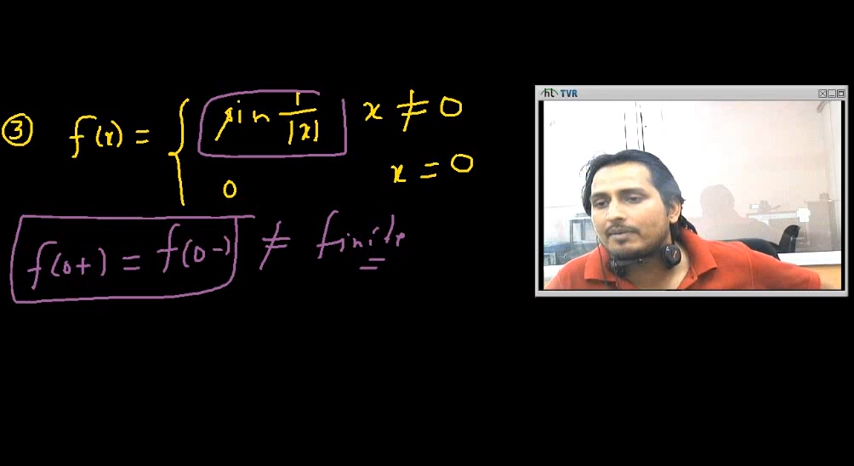 ③ f(x) = { sin 1/|x| x ≠ 0
0 x = 0
f(0+) = f(0-) ≠ finite
TVR